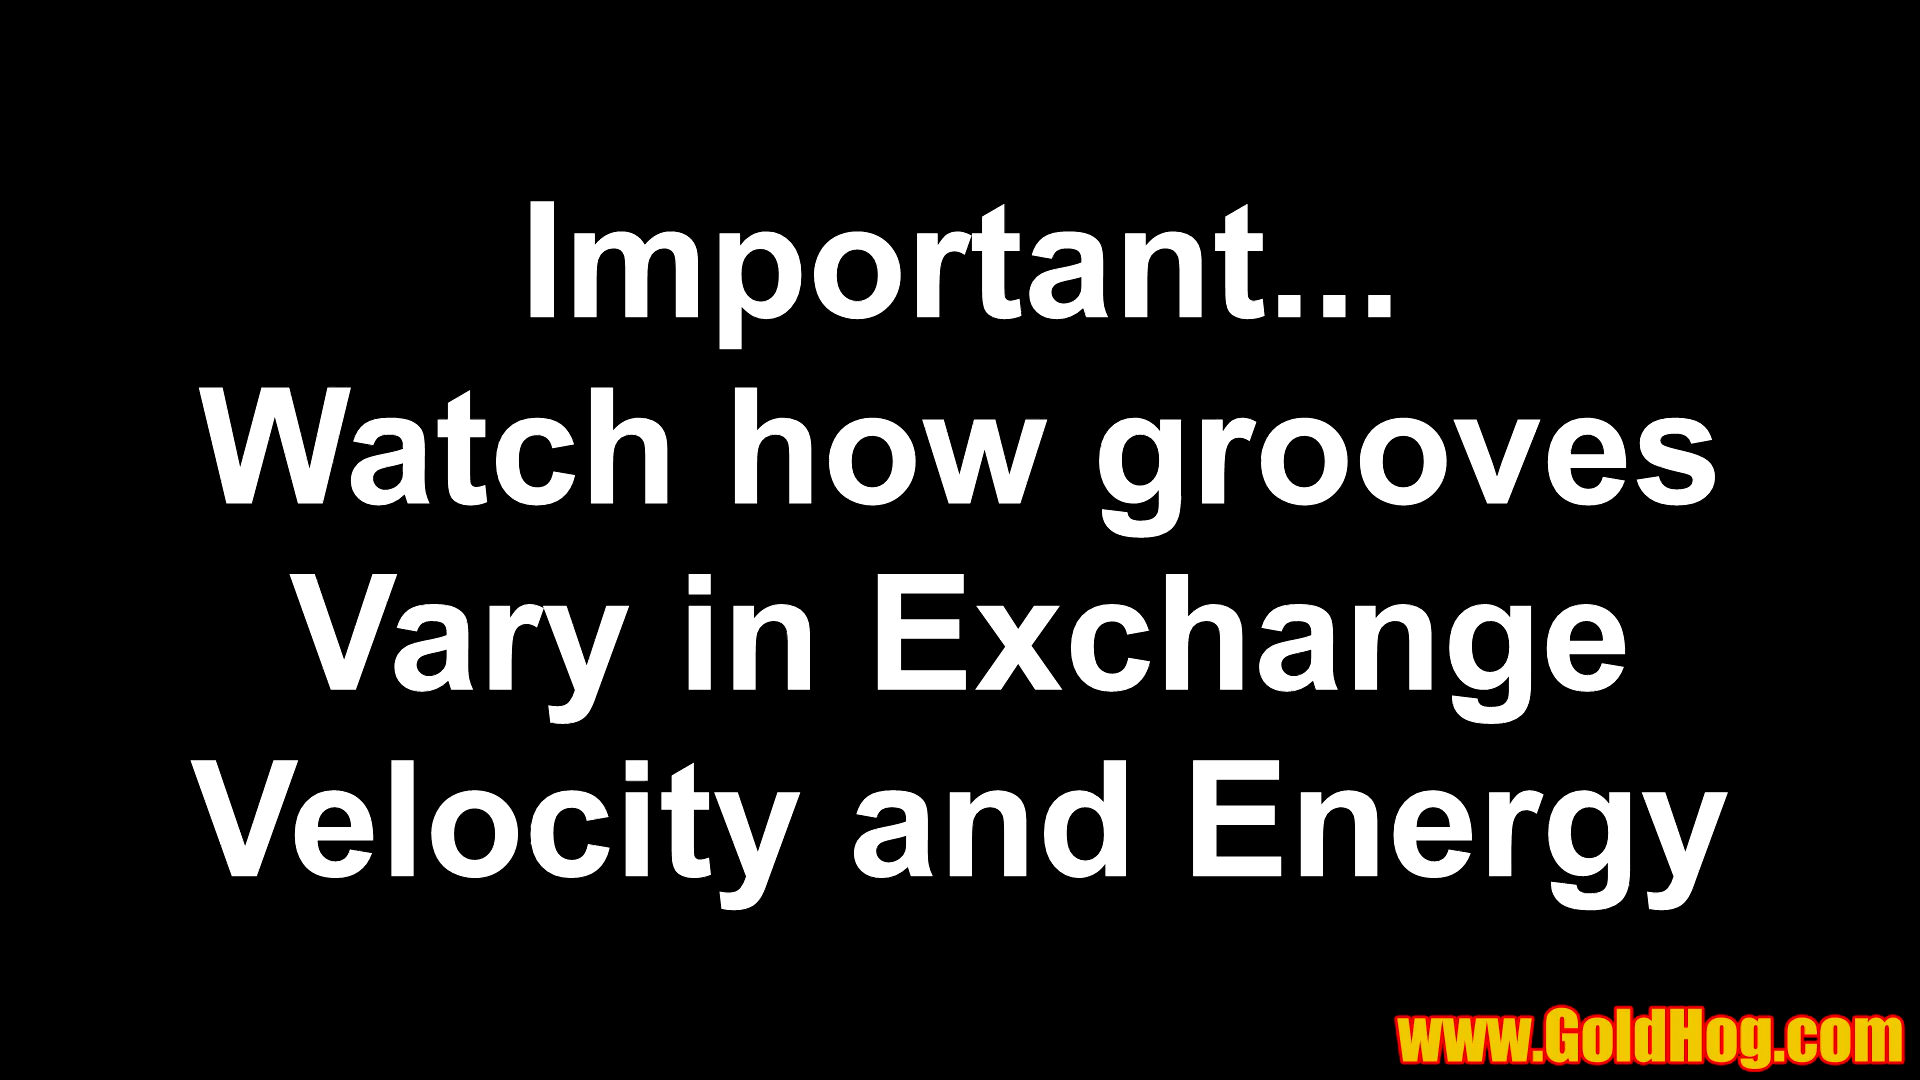 Important...
Watch how grooves
Vary in Exchange
Velocity and Energy
www.GoldHog.com